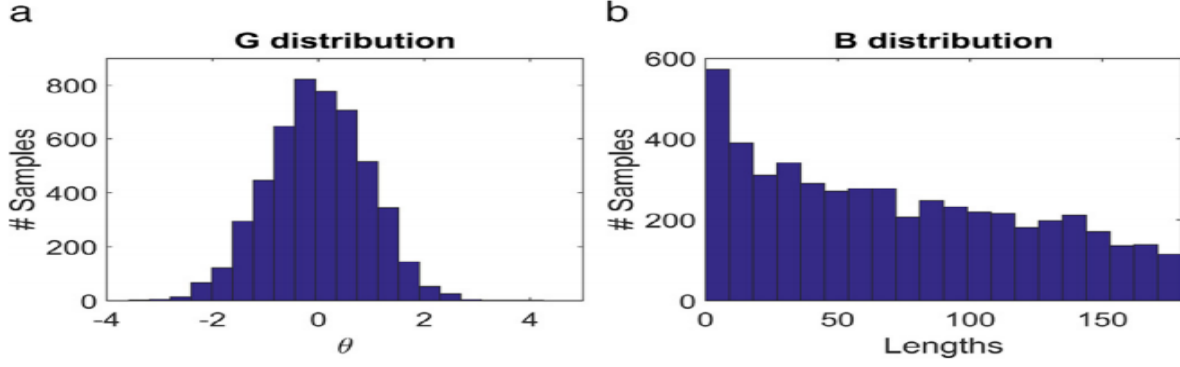 a
G distribution
# Samples
800
600
400
200
0
-4
-2
0
2
4
θ
b
B distribution
# Samples
600
400
200
0
0
50
100
150
Lengths